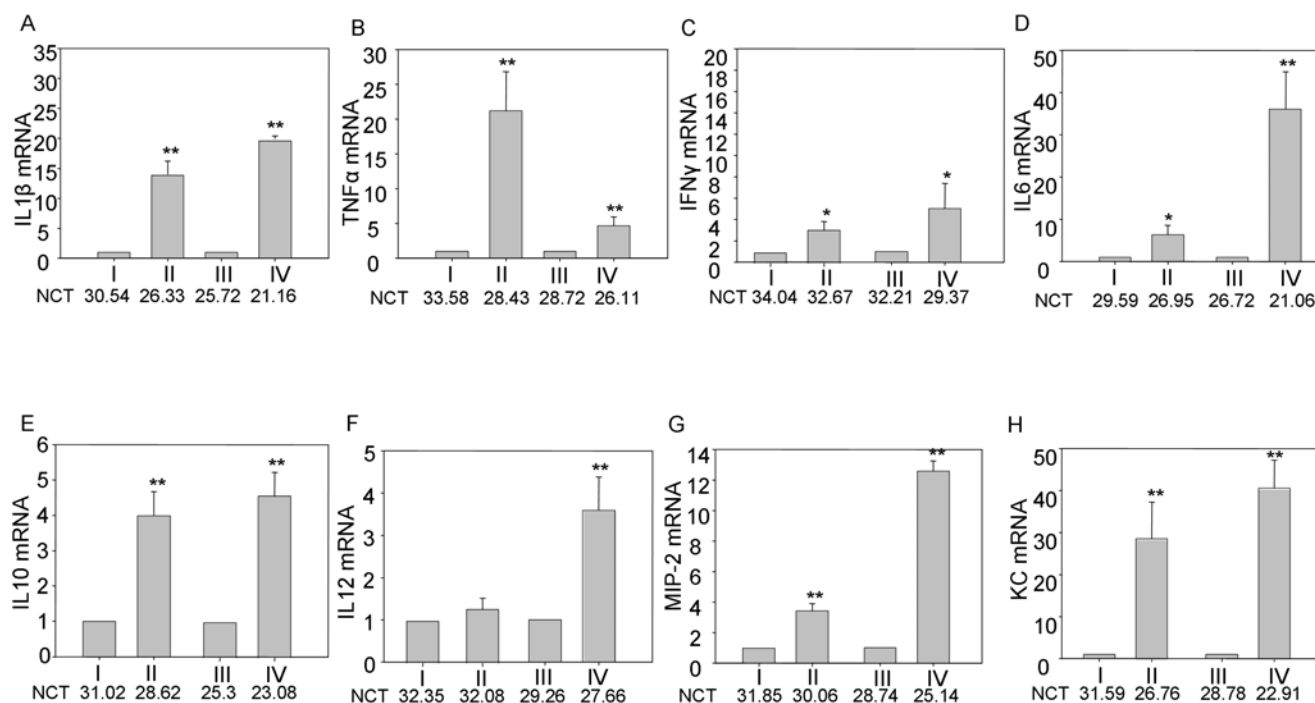 A
IL1β mRNA
35
30
25
20
15
10
5
0
**
**
I II III IV
NCT 30.54 26.33 25.72 21.16
B
TNFα mRNA
30
25
20
15
10
5
0
**
**
I II III IV
NCT 33.58 28.43 28.72 26.11
C
IFNγ mRNA
20
18
16
14
12
10
8
6
4
2
0
*
*
I II III IV
NCT 34.04 32.67 32.21 29.37
D
IL6 mRNA
50
40
30
20
10
0
*
**
I II III IV
NCT 29.59 26.95 26.72 21.06
E
IL10 mRNA
6
5
4
3
2
1
0
**
**
I II III IV
NCT 31.02 28.62 25.3 23.08
F
IL12 mRNA
5
4
3
2
1
0
**
I II III IV
NCT 32.35 32.08 29.26 27.66
G
MIP-2 mRNA
14
12
10
8
6
4
2
0
**
**
I II III IV
NCT 31.85 30.06 28.74 25.14
H
KC mRNA
50
40
30
20
10
0
**
**
I II III IV
NCT 31.59 26.76 28.78 22.91